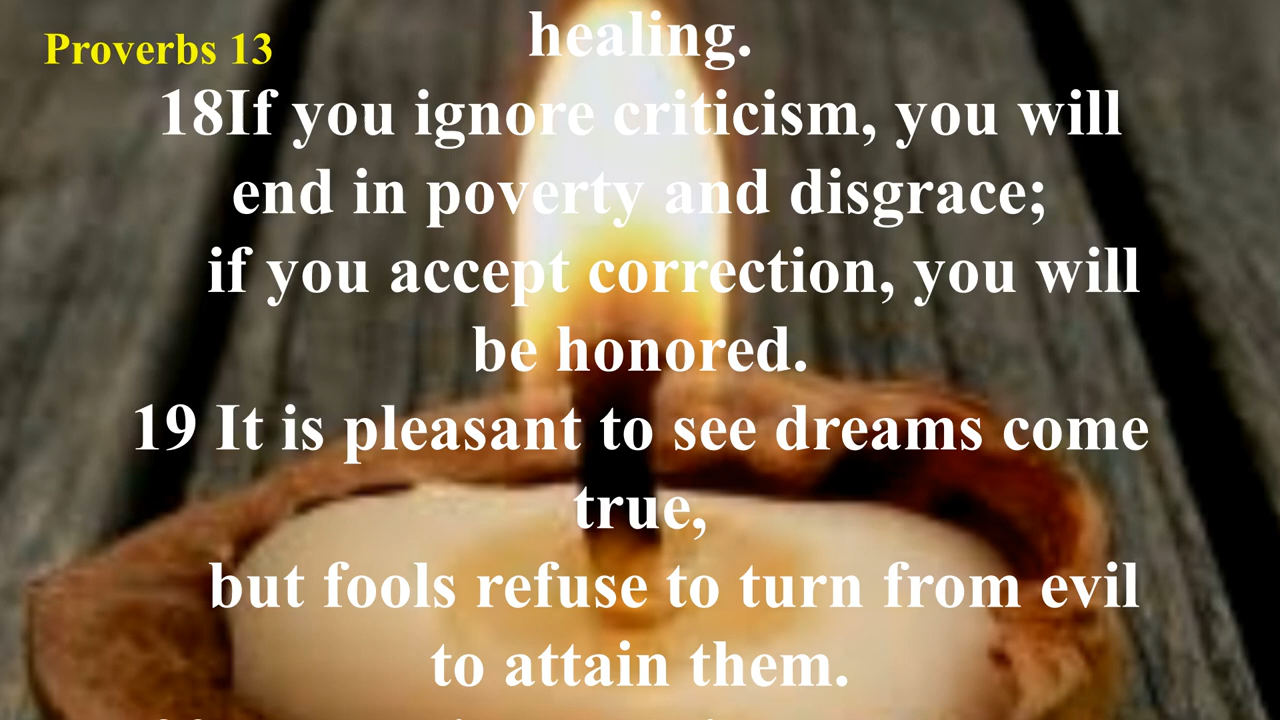 Proverbs 13
healing.
18If you ignore criticism, you will
end in poverty and disgrace;
if you accept correction, you will
be honored.
19 It is pleasant to see dreams come
true,
but fools refuse to turn from evil
to attain them.